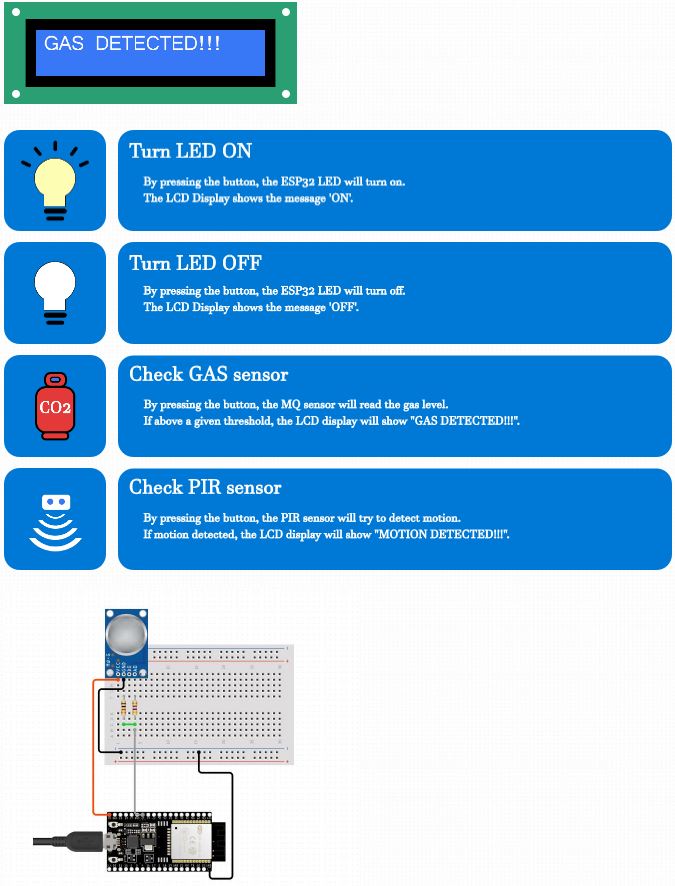 GAS DETECTED!!!
Turn LED ON
By pressing the button, the ESP32 LED will turn on.
The LCD Display shows the message 'ON'.
Turn LED OFF
By pressing the button, the ESP32 LED will turn off.
The LCD Display shows the message 'OFF'.
Check GAS sensor
CO2
By pressing the button, the MQ sensor will read the gas level.
If above a given threshold, the LCD display will show "GAS DETECTED!!!".
Check PIR sensor
By pressing the button, the PIR sensor will try to detect motion.
If motion detected, the LCD display will show "MOTION DETECTED!!!".